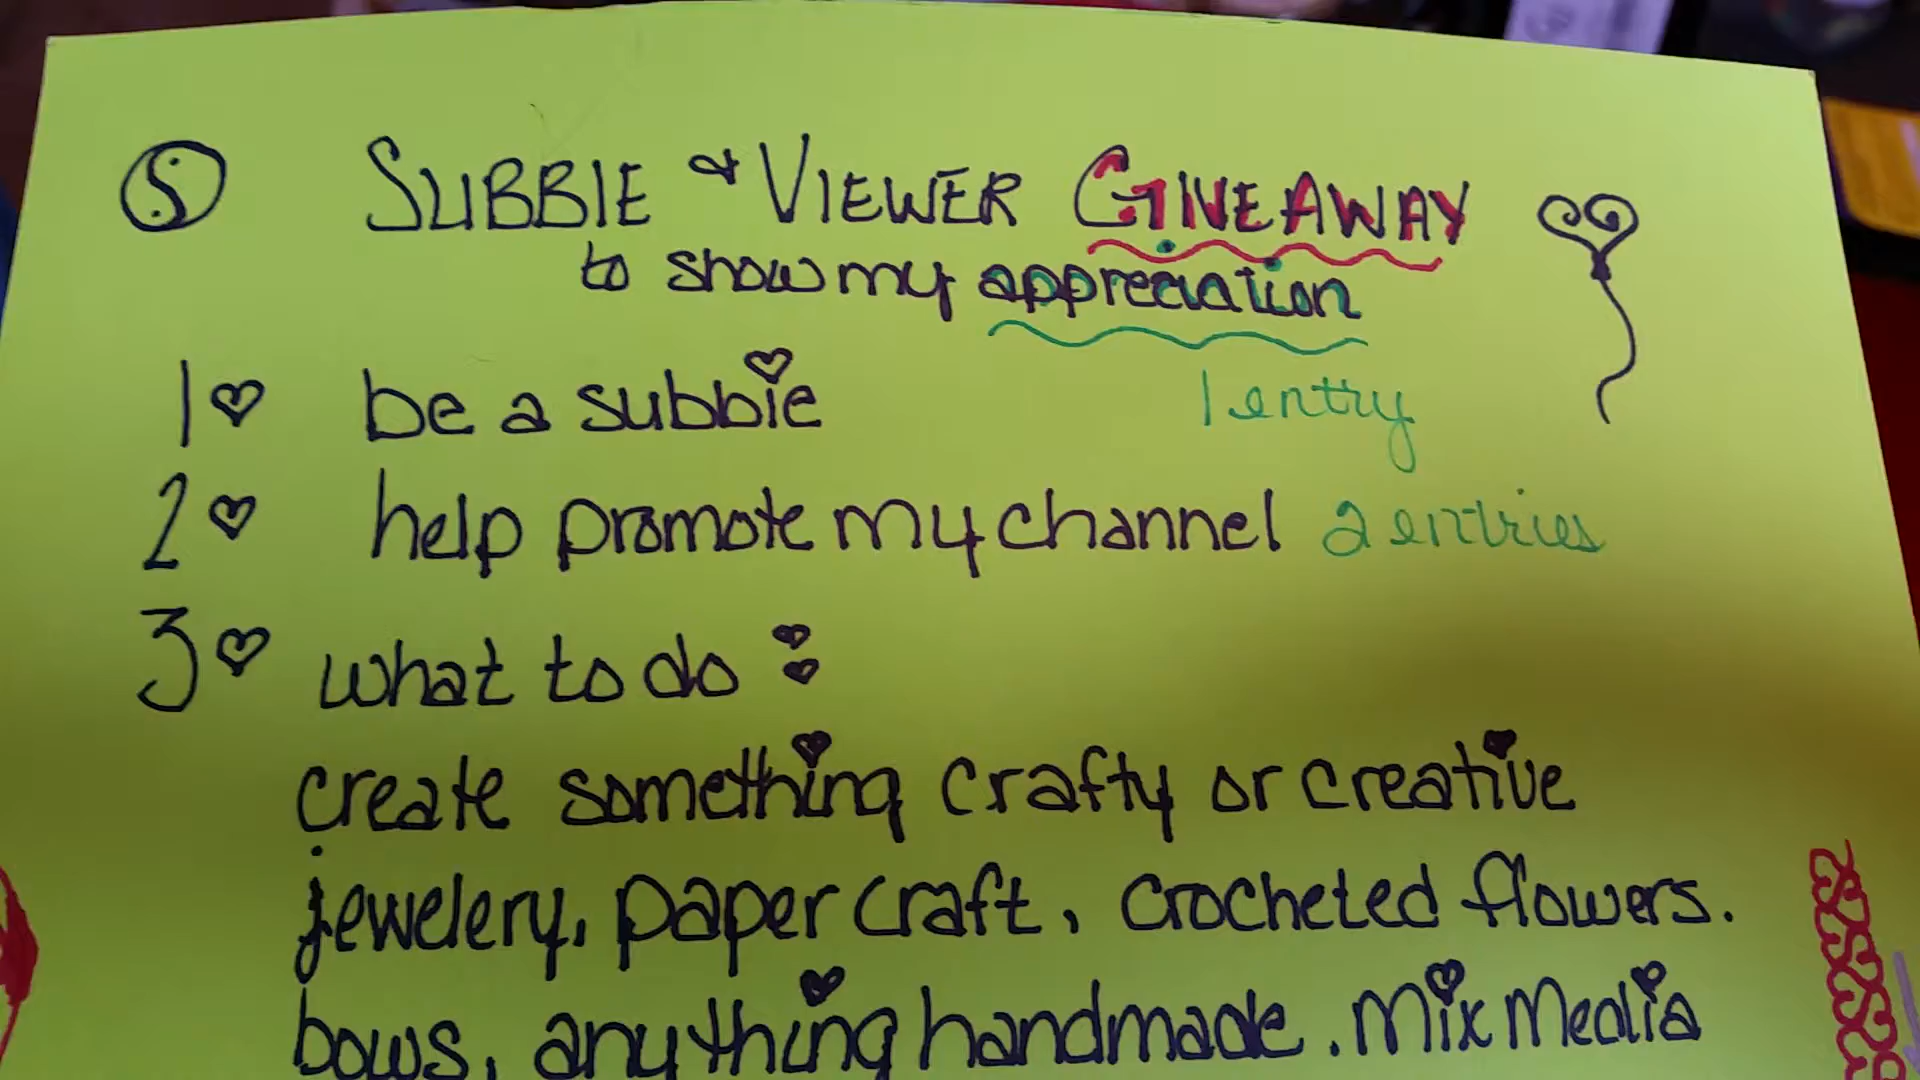 SUBBIE & VIEWER GIVEAWAY
to show my appreciation
1♡ be a subbie 1 entry
2♡ help promote my channel 2 entries
3♡ what to do :
create something crafty or creative
jewelery, paper craft, crocheted flowers.
bows, anything handmade. Mix Media